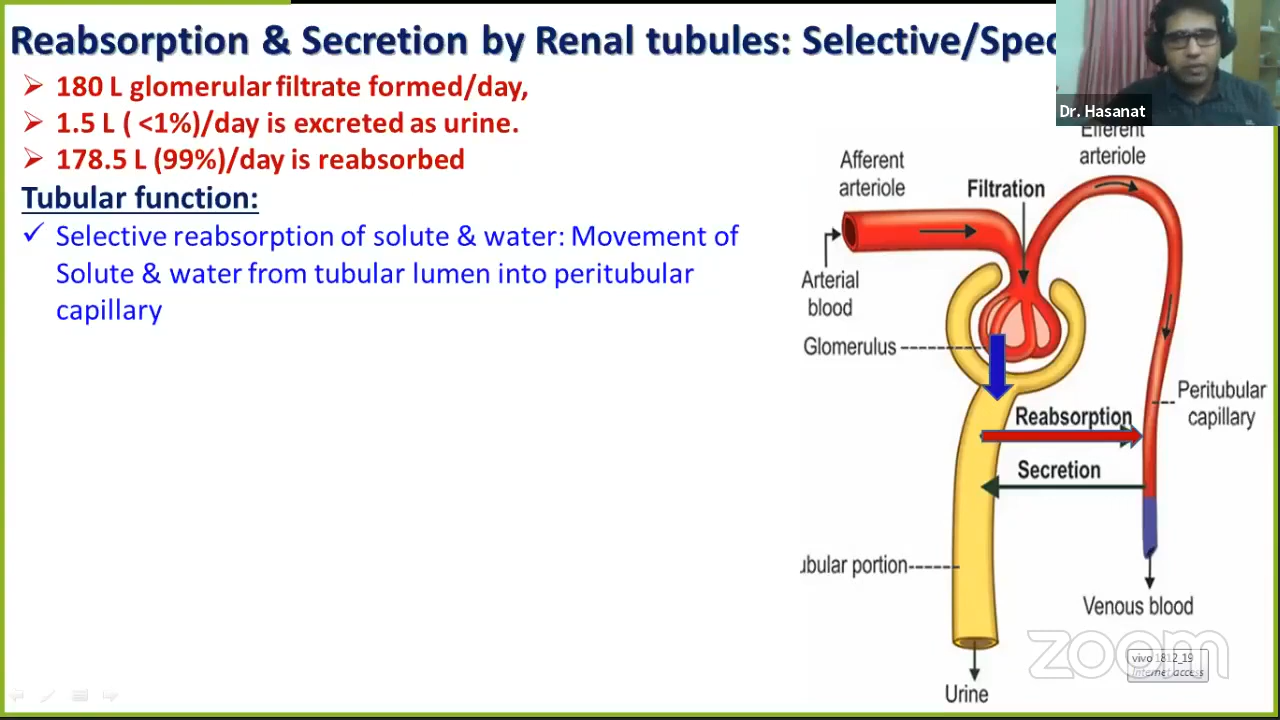 Reabsorption & Secretion by Renal tubules: Selective/Spec
➢ 180 L glomerular filtrate formed/day,
➢ 1.5 L ( <1%)/day is excreted as urine.
➢ 178.5 L (99%)/day is reabsorbed
Tubular function:
✓ Selective reabsorption of solute & water: Movement of
Solute & water from tubular lumen into peritubular
capillary
Dr. Hasanat
Efferent
arteriole
Afferent
arteriole
Filtration
Arterial
blood
Glomerulus
Peritubular
capillary
Reabsorption
Secretion
ubular portion
Venous blood
Urine
zoom
vivo 1812_19
Internet access